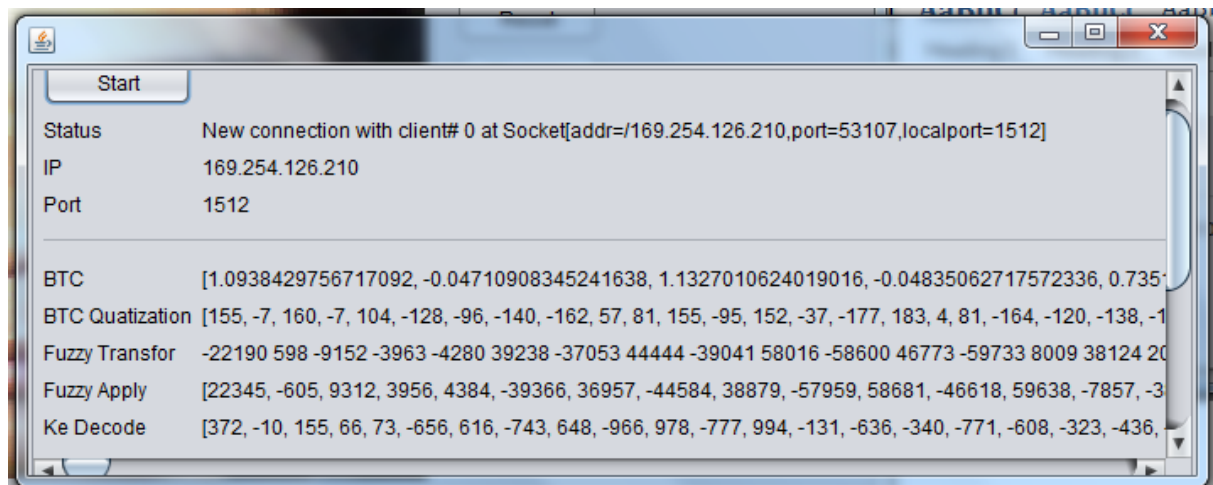 Start
Status New connection with client# 0 at Socket[addr=/169.254.126.210,port=53107,localport=1512]
IP 169.254.126.210
Port 1512
BTC [1.0938429756717092, -0.04710908345241638, 1.1327010624019016, -0.04835062717572336, 0.735
BTC Quatization [155, -7, 160, -7, 104, -128, -96, -140, -162, 57, 81, 155, -95, 152, -37, -177, 183, 4, 81, -164, -120, -138, -1
Fuzzy Transfor -22190 598 -9152 -3963 -4280 39238 -37053 44444 -39041 58016 -58600 46773 -59733 8009 38124 20
Fuzzy Apply [22345, -605, 9312, 3956, 4384, -39366, 36957, -44584, 38879, -57959, 58681, -46618, 59638, -7857, -3
Ke Decode [372, -10, 155, 66, 73, -656, 616, -743, 648, -966, 978, -777, 994, -131, -636, -340, -771, -608, -323, -436,